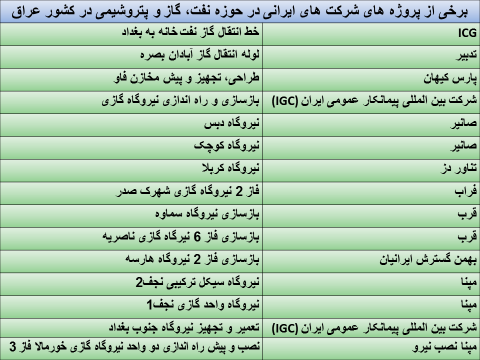 برخی از پروژه های شرکت های ایرانی در حوزه نفت، گاز و پتروشیمی در کشور عراق
ICG خط انتقال گاز نفت خانه به بغداد
تدبیر لوله انتقال گاز آبادان بصره
پارس کیهان طراحی، تجهیز و پیش مخازن فاو
شرکت بین المللی پیمانکار عمومی ایران (IGC) بازسازی و راه اندازی نیروگاه گازی
صانیر نیروگاه دبس
صانیر نیروگاه کوچک
تناور دز نیروگاه کربلا
فراب فاز 2 نیروگاه گازی شهرک صدر
قرب بازسازی نیروگاه سماوه
قرب بازسازی فاز 6 نیرگاه گازی ناصریه
بهمن گسترش ایرانیان بازسازی فاز 2 نیروگاه هارسه
مپنا نیروگاه سیکل ترکیبی نجف2
مپنا نیروگاه واحد گازی نجف1
شرکت بین المللی پیمانکار عمومی ایران (IGC) تعمیر و تجهیز نیروگاه جنوب بغداد
مپنا نصب نیرو نصب و پیش راه اندازی دو واحد نیروگاه گازی خورمالا فاز 3